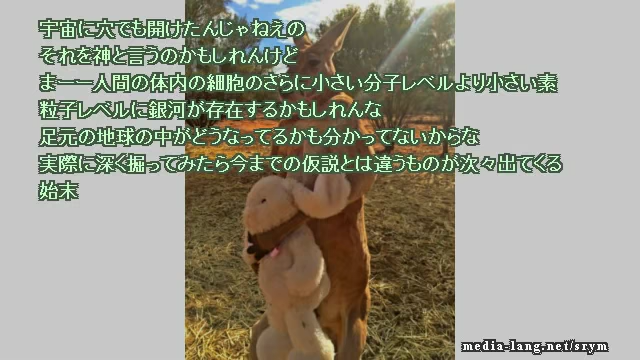 宇宙に穴でも開けたんじゃねえの
それを神と言うのかもしれんけど
まーー人間の体内の細胞のさらに小さい分子レベルより小さい素
粒子レベルに銀河が存在するかもしれんな
足元の地球の中がどうなってるかも分かってないからな
実際に深く掘ってみたら今までの仮説とは違うものが次々出てくる
始末
media-lang.net/srym